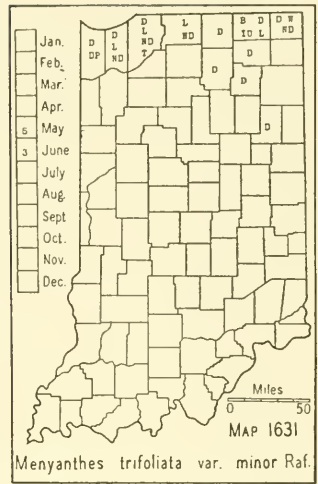 Jan.
Feb.
Mar.
Apr.
5 May
3 June
July
Aug.
Sept
Oct.
Nov.
Dec.
D
DP
D
L
ND
D
L
ND
T
L
ND
D
B D
IU L
D W
ND
D
D
D
D
Miles
0 50
MAP 1631
Menyanthes trifoliata var. minor Raf.